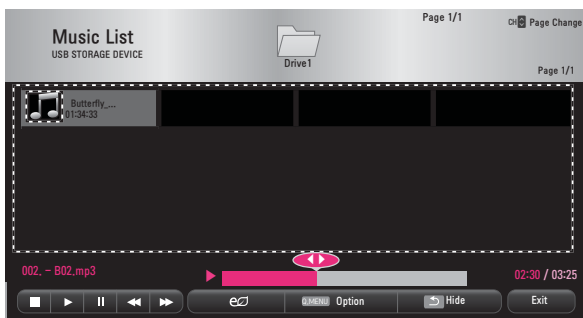 Music List
USB STORAGE DEVICE
Drive1
Page 1/1
CH Page Change
Page 1/1
Butterfly_...
01:34:33
002. - B02.mp3
02:30 / 03:25
Q.MENU Option
Hide
Exit